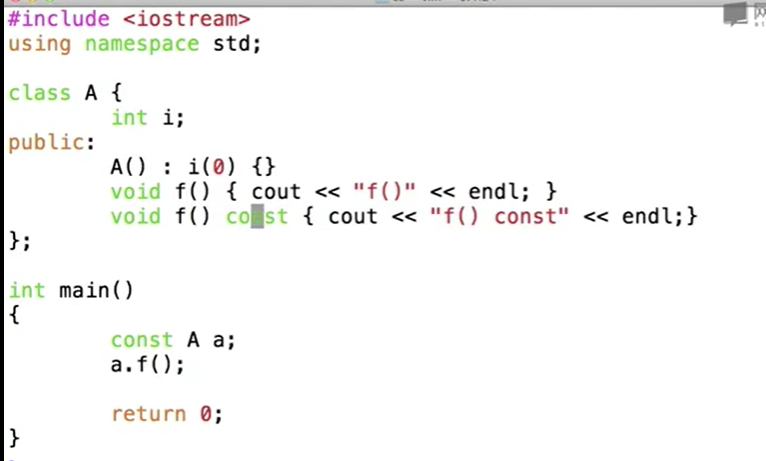 #include <iostream>
using namespace std;
class A {
int i;
public:
A() : i(0) {}
void f() { cout << "f()" << endl; }
void f() const { cout << "f() const" << endl;}
};
int main()
{
const A a;
a.f();
return 0;
}